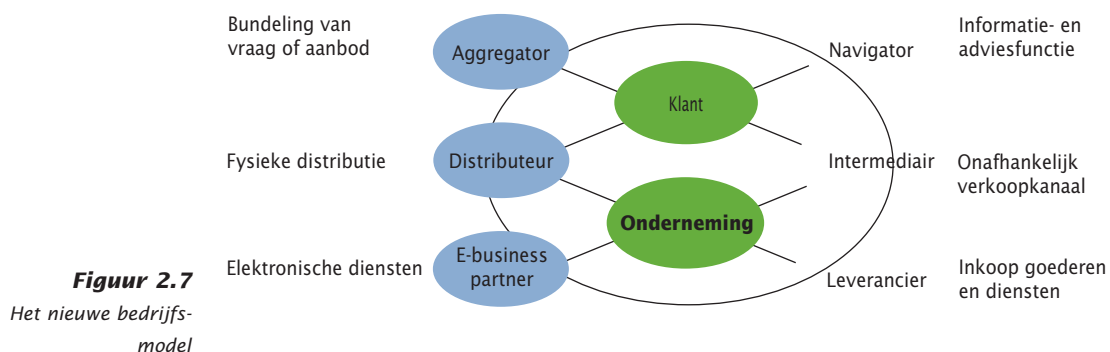 Bundeling van
vraag of aanbod
Aggregator
Navigator
Informatie- en
adviesfunctie
Klant
Fysieke distributie
Distributeur
Intermediair
Onafhankelijk
verkoopkanaal
Onderneming
Elektronische diensten
E-business
partner
Leverancier
Inkoop goederen
en diensten
Figuur 2.7
Het nieuwe bedrijfs-
model